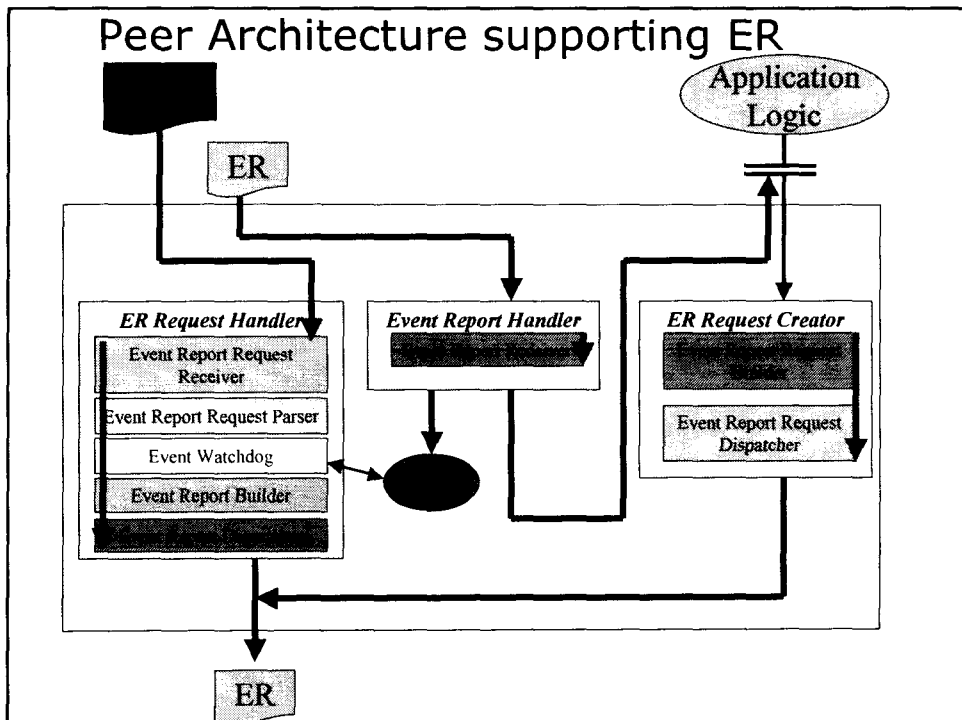 Peer Architecture supporting ER
Application
Logic
ER
ER Request Handler
Event Report Request
Receiver
Event Report Request Parser
Event Watchdog
Event Report Builder
Event Report Handler
ER Request Creator
Event Report Request
Dispatcher
ER